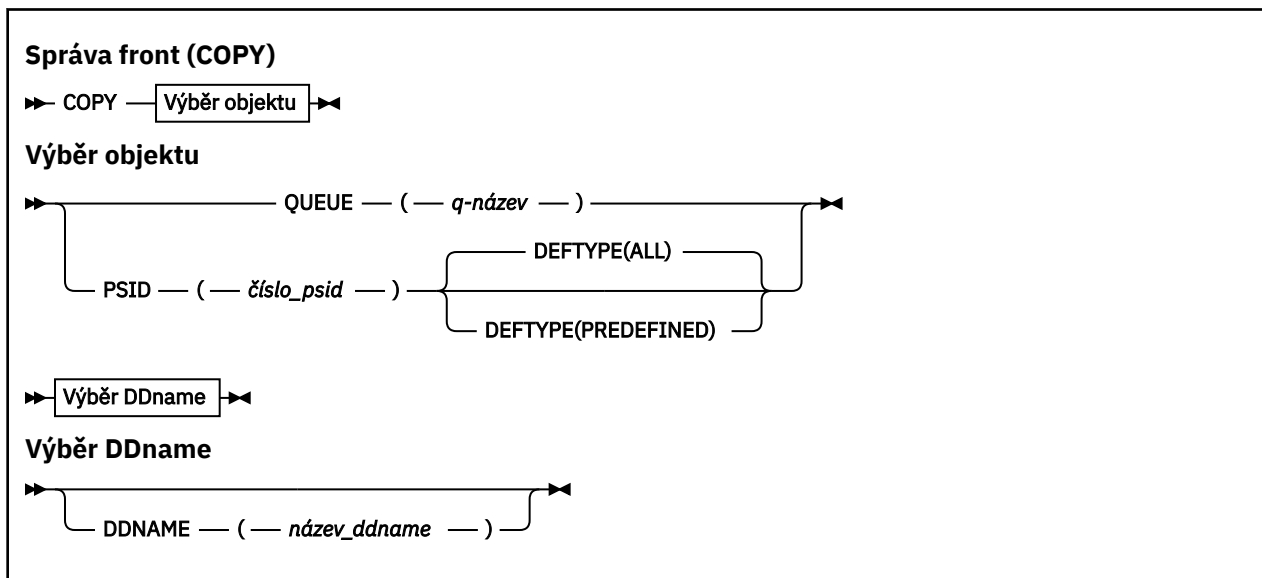 Správa front (COPY)
COPY Výběr objektu
Výběr objektu
QUEUE ( q-název )
DEFTYPE(ALL)
PSID ( číslo_psid )
DEFTYPE(PREDEFINED)
Výběr DDname
Výběr DDname
DDNAME ( název_ddname )